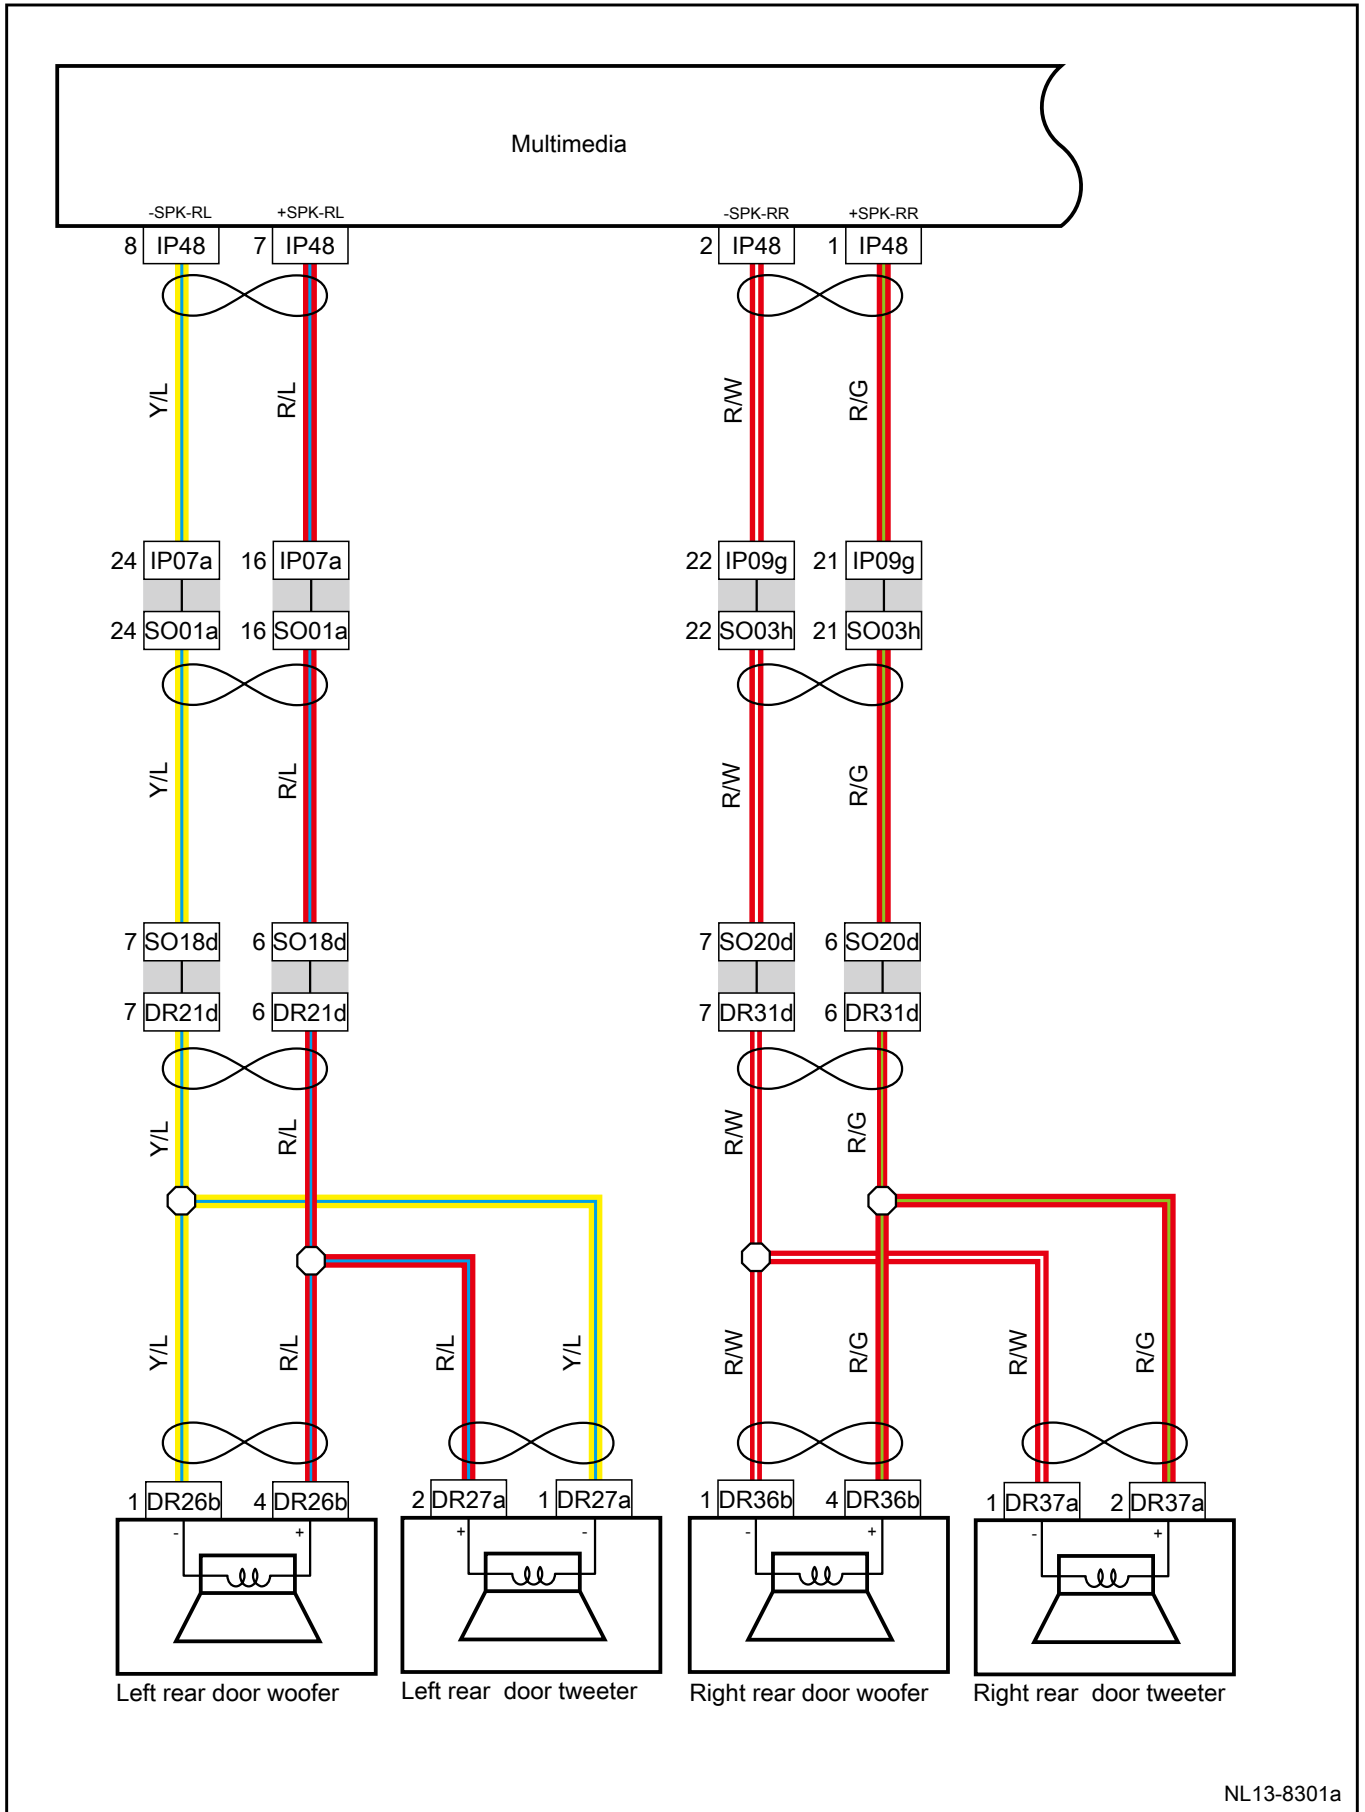 Multimedia
-SPK-RL +SPK-RL -SPK-RR +SPK-RR
8 IP48 7 IP48 2 IP48 1 IP48
Y/L R/L R/W R/G
24 IP07a 16 IP07a 22 IP09g 21 IP09g
24 SO01a 16 SO01a 22 SO03h 21 SO03h
Y/L R/L R/W R/G
7 SO18d 6 SO18d 7 SO20d 6 SO20d
7 DR21d 6 DR21d 7 DR31d 6 DR31d
Y/L R/L R/W R/G
Y/L R/L R/L Y/L R/W R/G R/W R/G
1 DR26b 4 DR26b 2 DR27a 1 DR27a 1 DR36b 4 DR36b 1 DR37a 2 DR37a
- + + - - + - +
Left rear door woofer Left rear door tweeter Right rear door woofer Right rear door tweeter
NL13-8301a